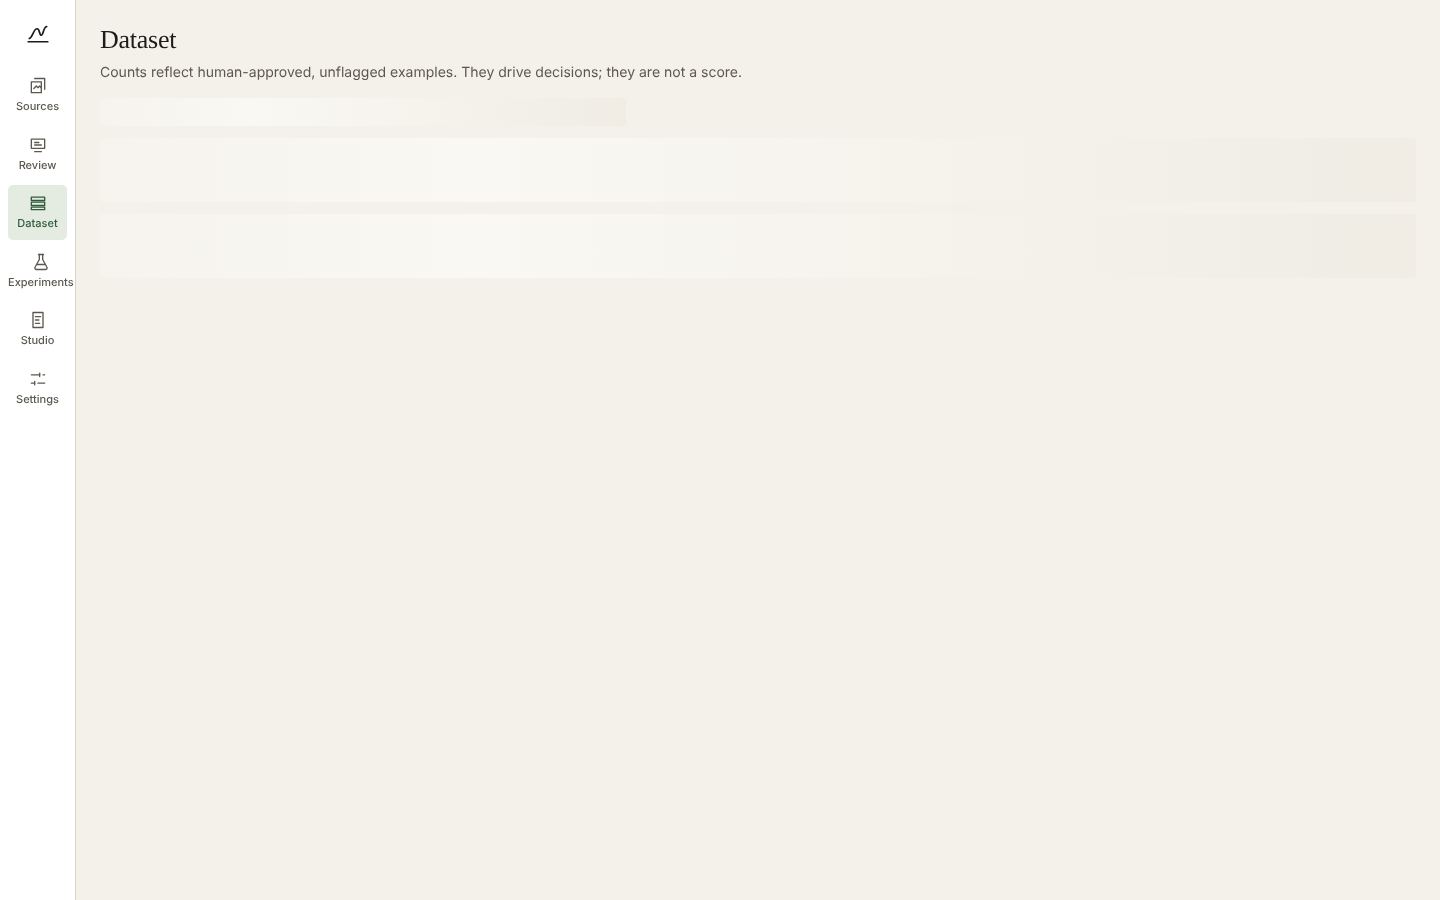 Dataset
Counts reflect human-approved, unflagged examples. They drive decisions; they are not a score.
Sources
Review
Dataset
Experiments
Studio
Settings